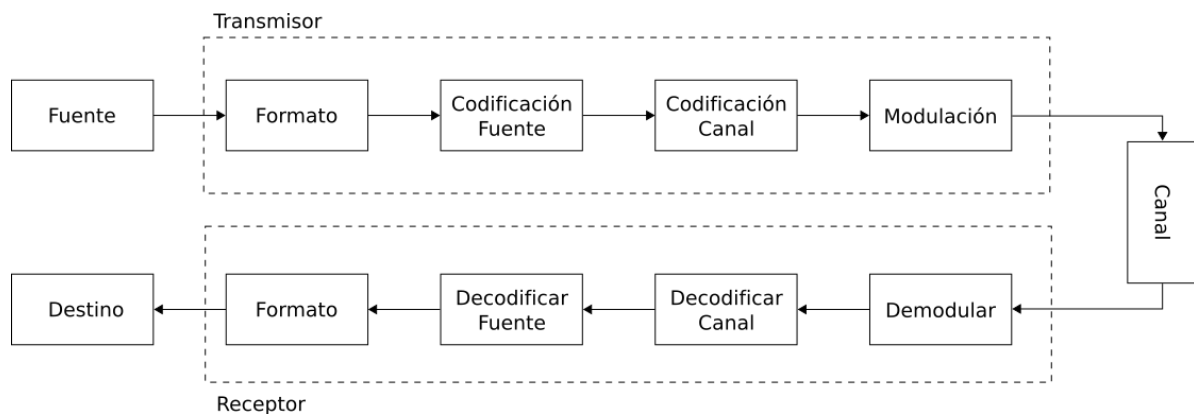 Transmisor
Fuente
Formato
Codificación
Fuente
Codificación
Canal
Modulación
Canal
Destino
Formato
Decodificar
Fuente
Decodificar
Canal
Demodular
Receptor